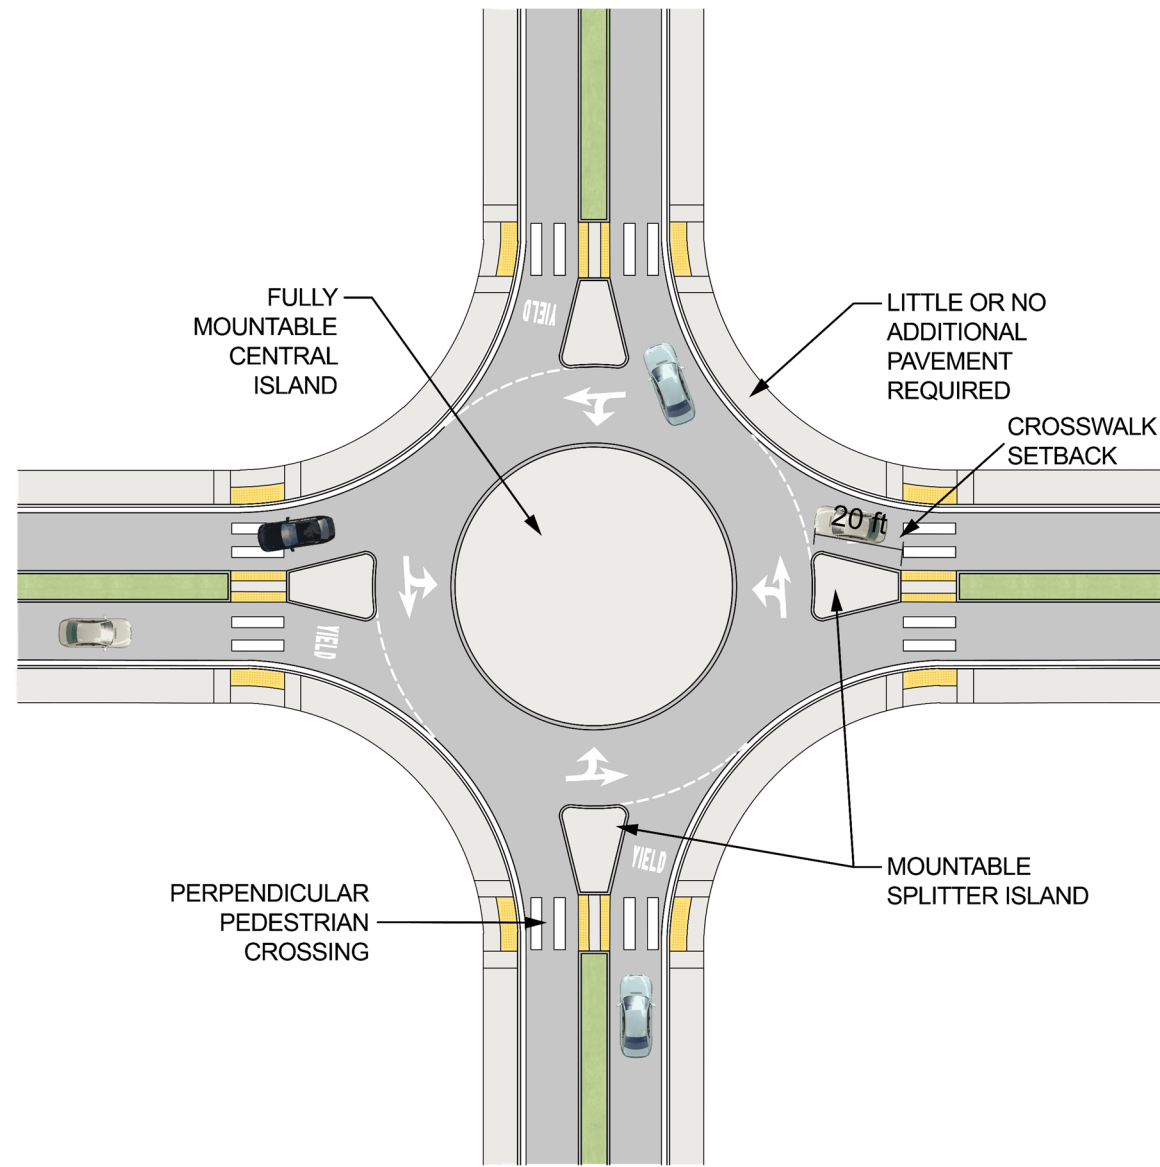 YIELD
FULLY
MOUNTABLE
CENTRAL
ISLAND
LITTLE OR NO
ADDITIONAL
PAVEMENT
REQUIRED
CROSSWALK
SETBACK
20 ft
YIELD
YIELD
MOUNTABLE
SPLITTER ISLAND
PERPENDICULAR
PEDESTRIAN
CROSSING